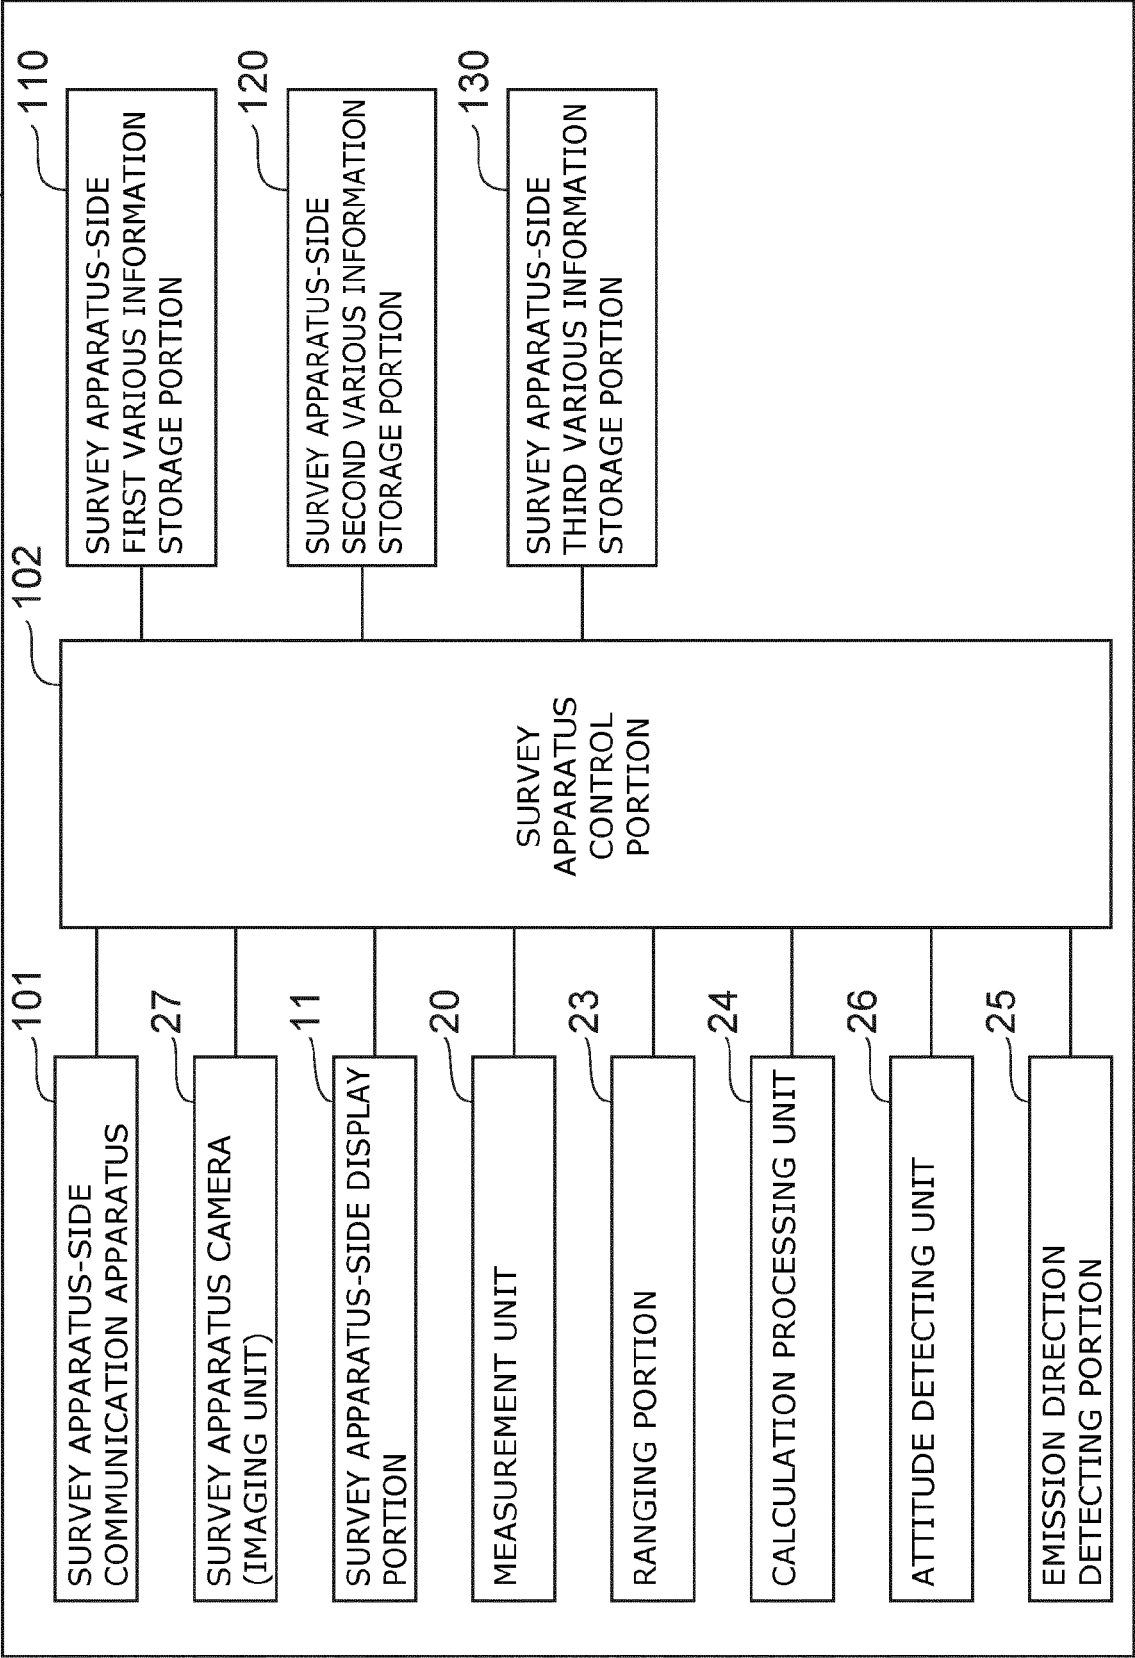 101
SURVEY APPARATUS-SIDE
COMMUNICATION APPARATUS
27
SURVEY APPARATUS CAMERA
(IMAGING UNIT)
11
SURVEY APPARATUS-SIDE DISPLAY
PORTION
20
MEASUREMENT UNIT
23
RANGING PORTION
24
CALCULATION PROCESSING UNIT
26
ATTITUDE DETECTING UNIT
25
EMISSION DIRECTION
DETECTING PORTION
102
SURVEY
APPARATUS
CONTROL
PORTION
110
SURVEY APPARATUS-SIDE
FIRST VARIOUS INFORMATION
STORAGE PORTION
120
SURVEY APPARATUS-SIDE
SECOND VARIOUS INFORMATION
STORAGE PORTION
130
SURVEY APPARATUS-SIDE
THIRD VARIOUS INFORMATION
STORAGE PORTION